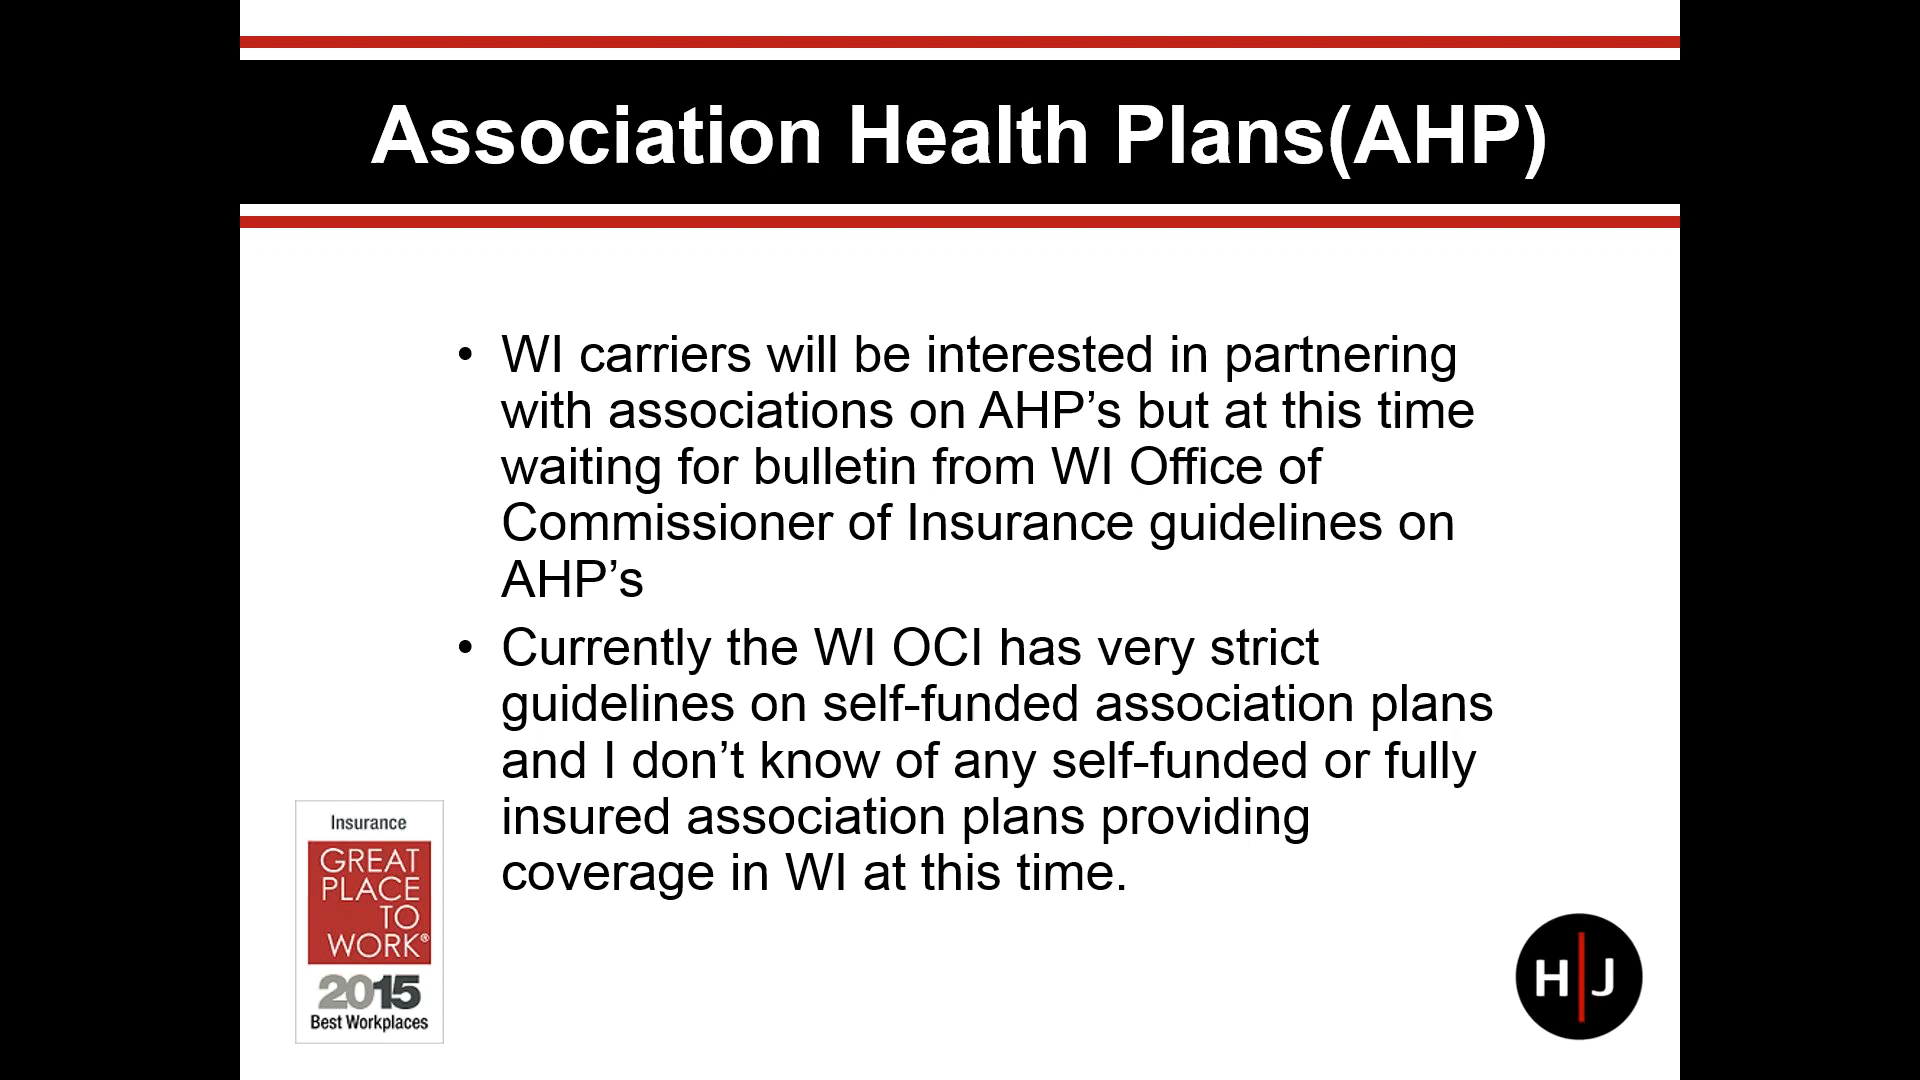 Association Health Plans(AHP)
• WI carriers will be interested in partnering
with associations on AHP’s but at this time
waiting for bulletin from WI Office of
Commissioner of Insurance guidelines on
AHP’s
• Currently the WI OCI has very strict
guidelines on self-funded association plans
and I don’t know of any self-funded or fully
insured association plans providing
coverage in WI at this time.
Insurance
GREAT
PLACE
TO
WORK®
2015
Best Workplaces
H|J